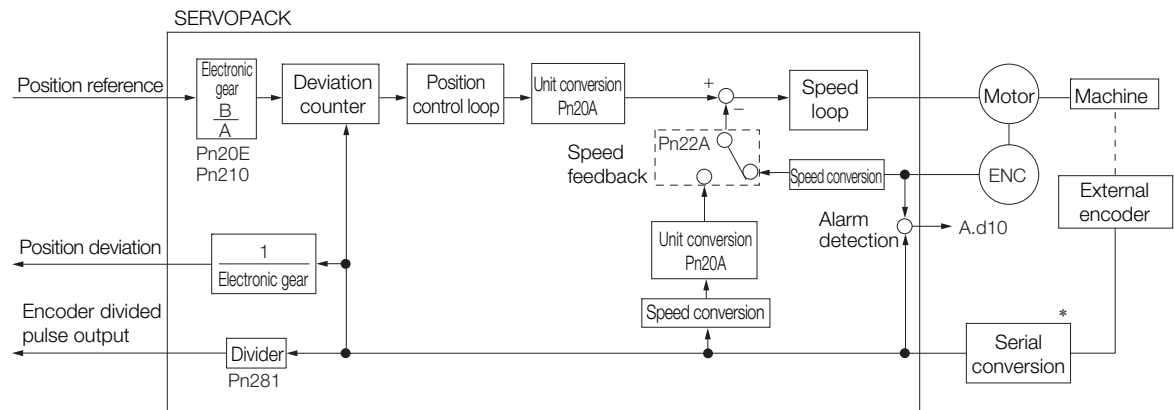 SERVOPACK
Position reference
Electronic
gear
B
A
Pn20E
Pn210
Deviation
counter
Position
control loop
Unit conversion
Pn20A
+
−
Speed
loop
Motor
Machine
Pn22A
Speed
feedback
Speed conversion
ENC
External
encoder
Alarm
detection
A.d10
Unit conversion
Pn20A
Position deviation
1
Electronic gear
Speed conversion
Encoder divided
pulse output
Divider
Pn281
*
Serial
conversion